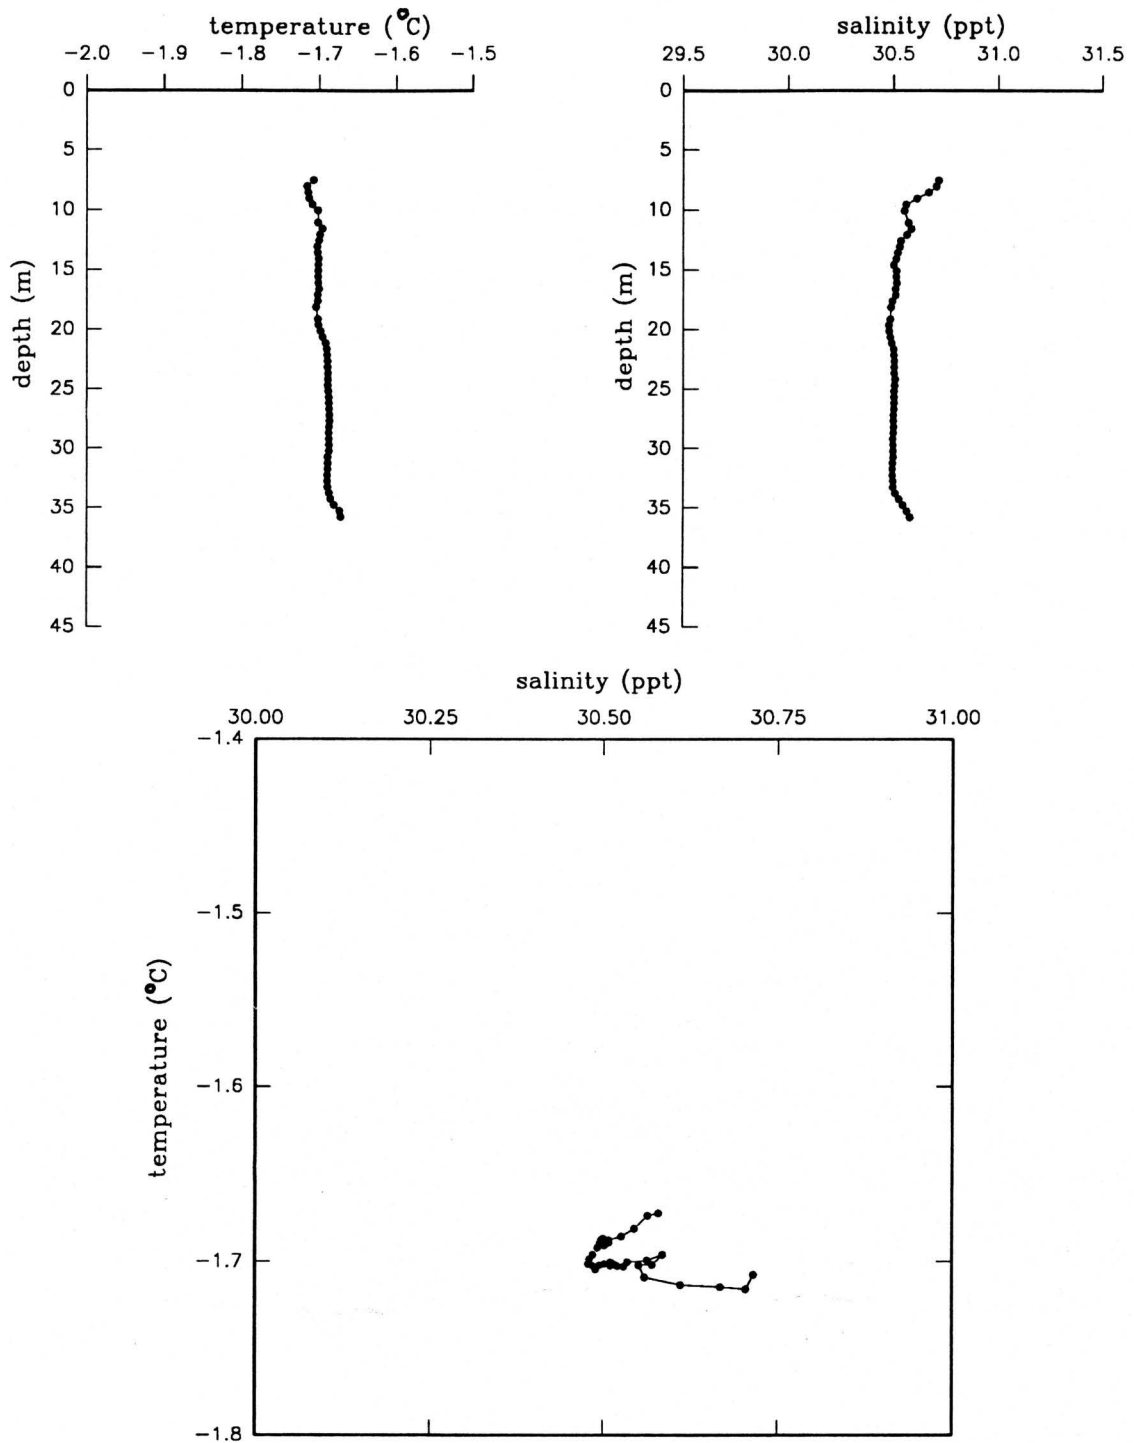 temperature (°C)
−2.0 −1.9 −1.8 −1.7 −1.6 −1.5
0
5
10
15
20
25
30
35
40
45
depth (m)
salinity (ppt)
29.5 30.0 30.5 31.0 31.5
0
5
10
15
20
25
30
35
40
45
depth (m)
salinity (ppt)
30.00 30.25 30.50 30.75 31.00
−1.4
−1.5
−1.6
−1.7
−1.8
temperature (°C)